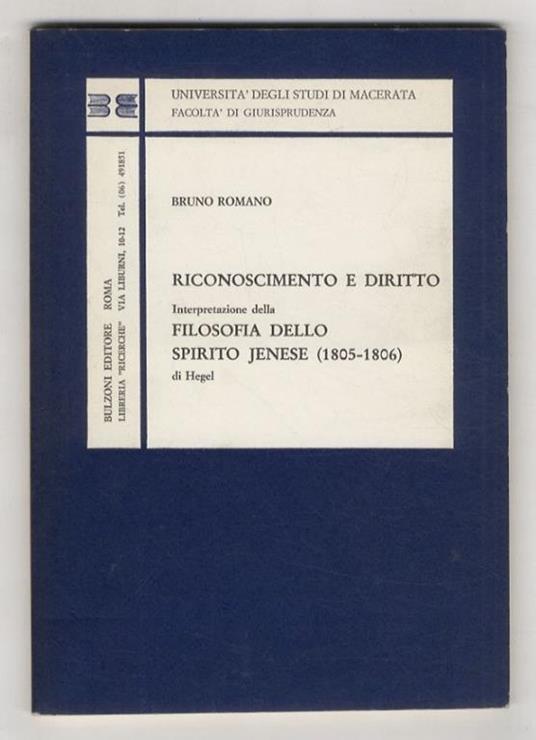 UNIVERSITA' DEGLI STUDI DI MACERATA
FACOLTA' DI GIURISPRUDENZA
BRUNO ROMANO
RICONOSCIMENTO E DIRITTO
Interpretazione della
FILOSOFIA DELLO
SPIRITO JENESE (1805-1806)
di Hegel
BULZONI EDITORE ROMA
LIBRERIA "RICERCHE" VIA LIBURNI, 10-12 Tel. (06) 491851